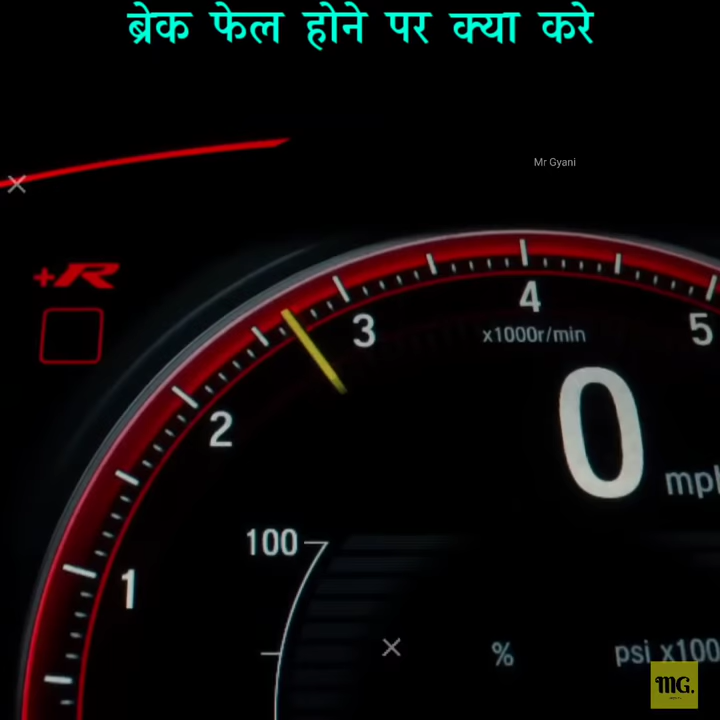 ब्रेक फेल होने पर क्या करे
Mr Gyani
+R
3
4
5
x1000r/min
2
0
mph
100
1
%
psi x100
MG.